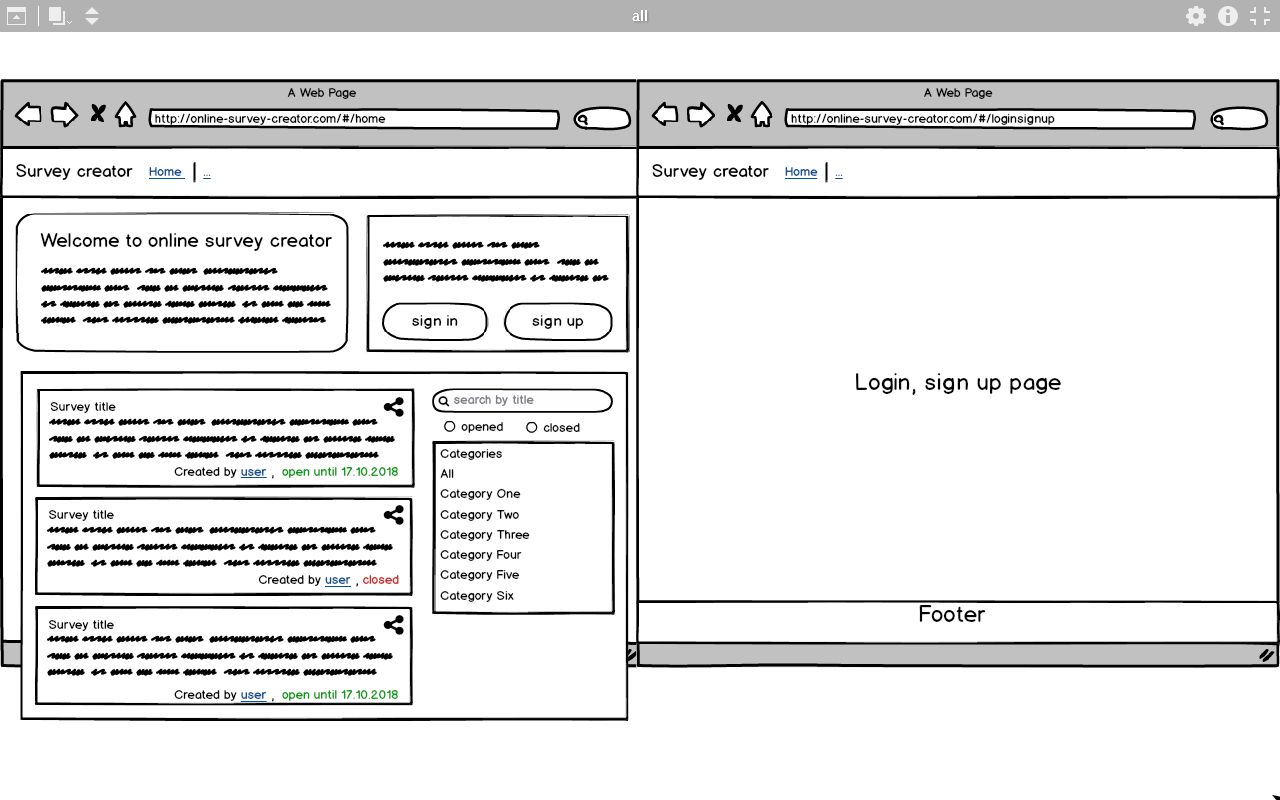 all
A Web Page
http://online-survey-creator.com/#/home
Survey creator Home ...
Welcome to online survey creator
sign in sign up
Survey title
Created by user , open until 17.10.2018
Survey title
Created by user , closed
Survey title
Created by user , open until 17.10.2018
search by title
opened closed
Categories
All
Category One
Category Two
Category Three
Category Four
Category Five
Category Six
A Web Page
http://online-survey-creator.com/#/loginsignup
Survey creator Home ...
Login, sign up page
Footer